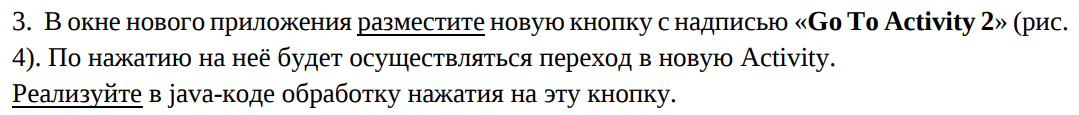 3. В окне нового приложения разместите новую кнопку с надписью «Go To Activity 2» (рис.
4). По нажатию на неё будет осуществляться переход в новую Activity.
Реализуйте в java-коде обработку нажатия на эту кнопку.